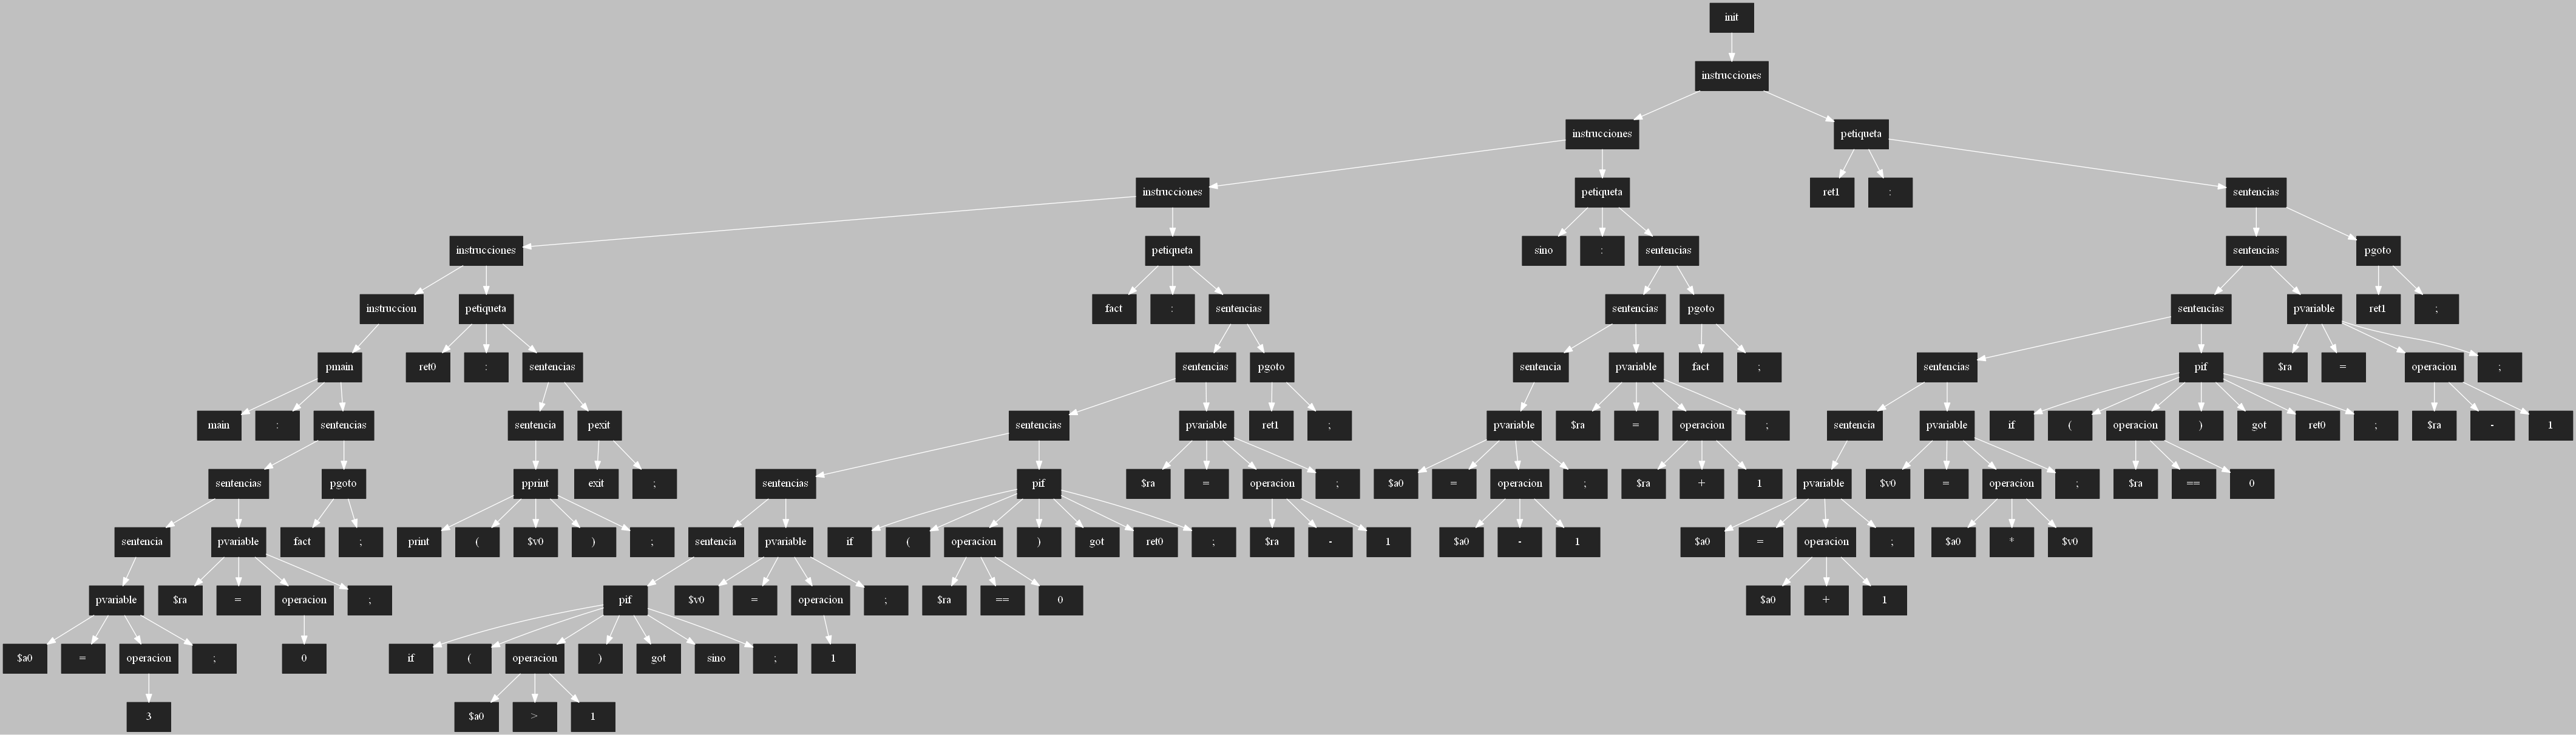 init
instrucciones
instrucciones petiqueta
instrucciones petiqueta ret1 : sentencias
instrucciones petiqueta sino : sentencias sentencias pgoto
instruccion petiqueta fact : sentencias sentencias pgoto sentencias pvariable ret1 ;
pmain ret0 : sentencias sentencias pgoto sentencia pvariable fact ; sentencias pif $ra = operacion ;
main : sentencias sentencia pexit sentencias pvariable ret1 ; pvariable $ra = operacion ; sentencia pvariable if ( operacion ) got ret0 ; $ra - 1
sentencias pgoto pprint exit ; sentencias pif $ra = operacion ; $a0 = operacion ; $ra + 1 pvariable $v0 = operacion ; $ra == 0
sentencia pvariable fact ; print ( $v0 ) ; sentencia pvariable if ( operacion ) got ret0 ; $ra - 1 $a0 - 1 $a0 = operacion ; $a0 * $v0
pvariable $ra = operacion ; pif $v0 = operacion ; $ra == 0 $a0 + 1
$a0 = operacion ; 0 if ( operacion ) got sino ; 1
3 $a0 > 1